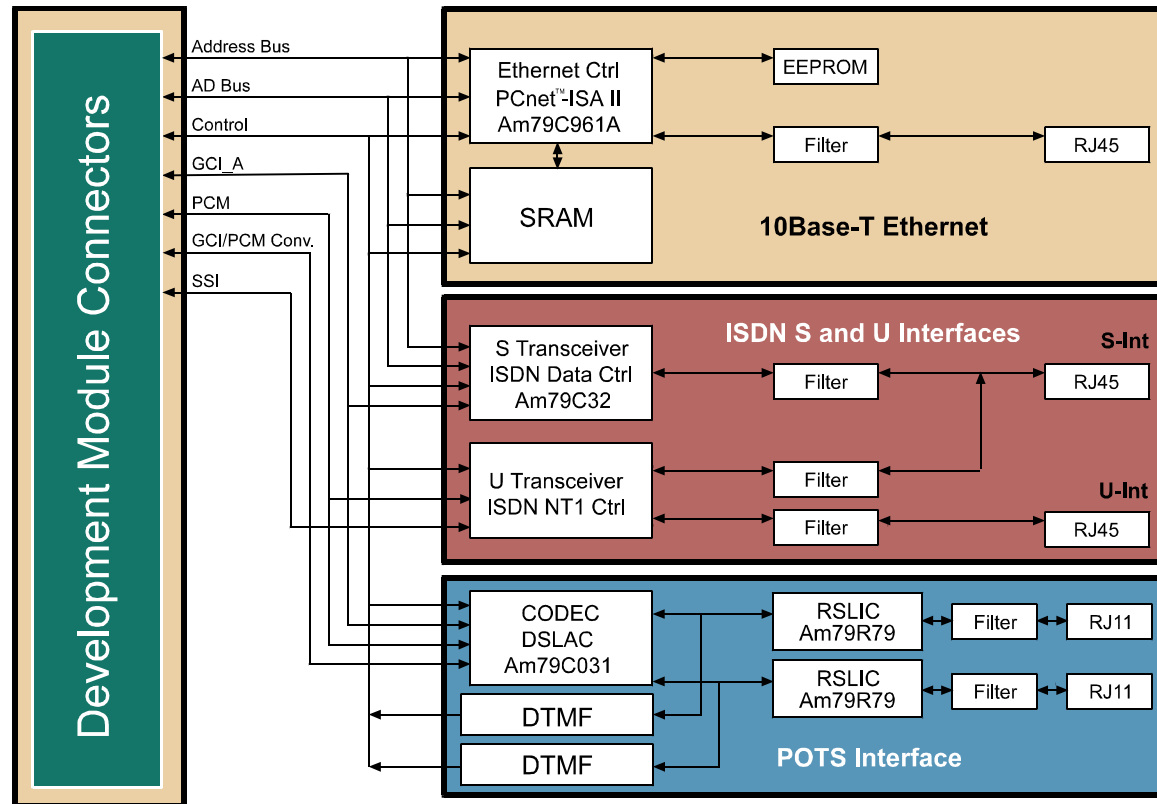 Development Module Connectors
Address Bus
AD Bus
Control
GCI_A
PCM
GCI/PCM Conv.
SSI
Ethernet Ctrl
PCnet™-ISA II
Am79C961A
EEPROM
Filter
RJ45
SRAM
10Base-T Ethernet
ISDN S and U Interfaces
S-Int
S Transceiver
ISDN Data Ctrl
Am79C32
Filter
RJ45
U Transceiver
ISDN NT1 Ctrl
Filter
U-Int
Filter
RJ45
CODEC
DSLAC
Am79C031
RSLIC
Am79R79
Filter
RJ11
RSLIC
Am79R79
Filter
RJ11
DTMF
DTMF
POTS Interface